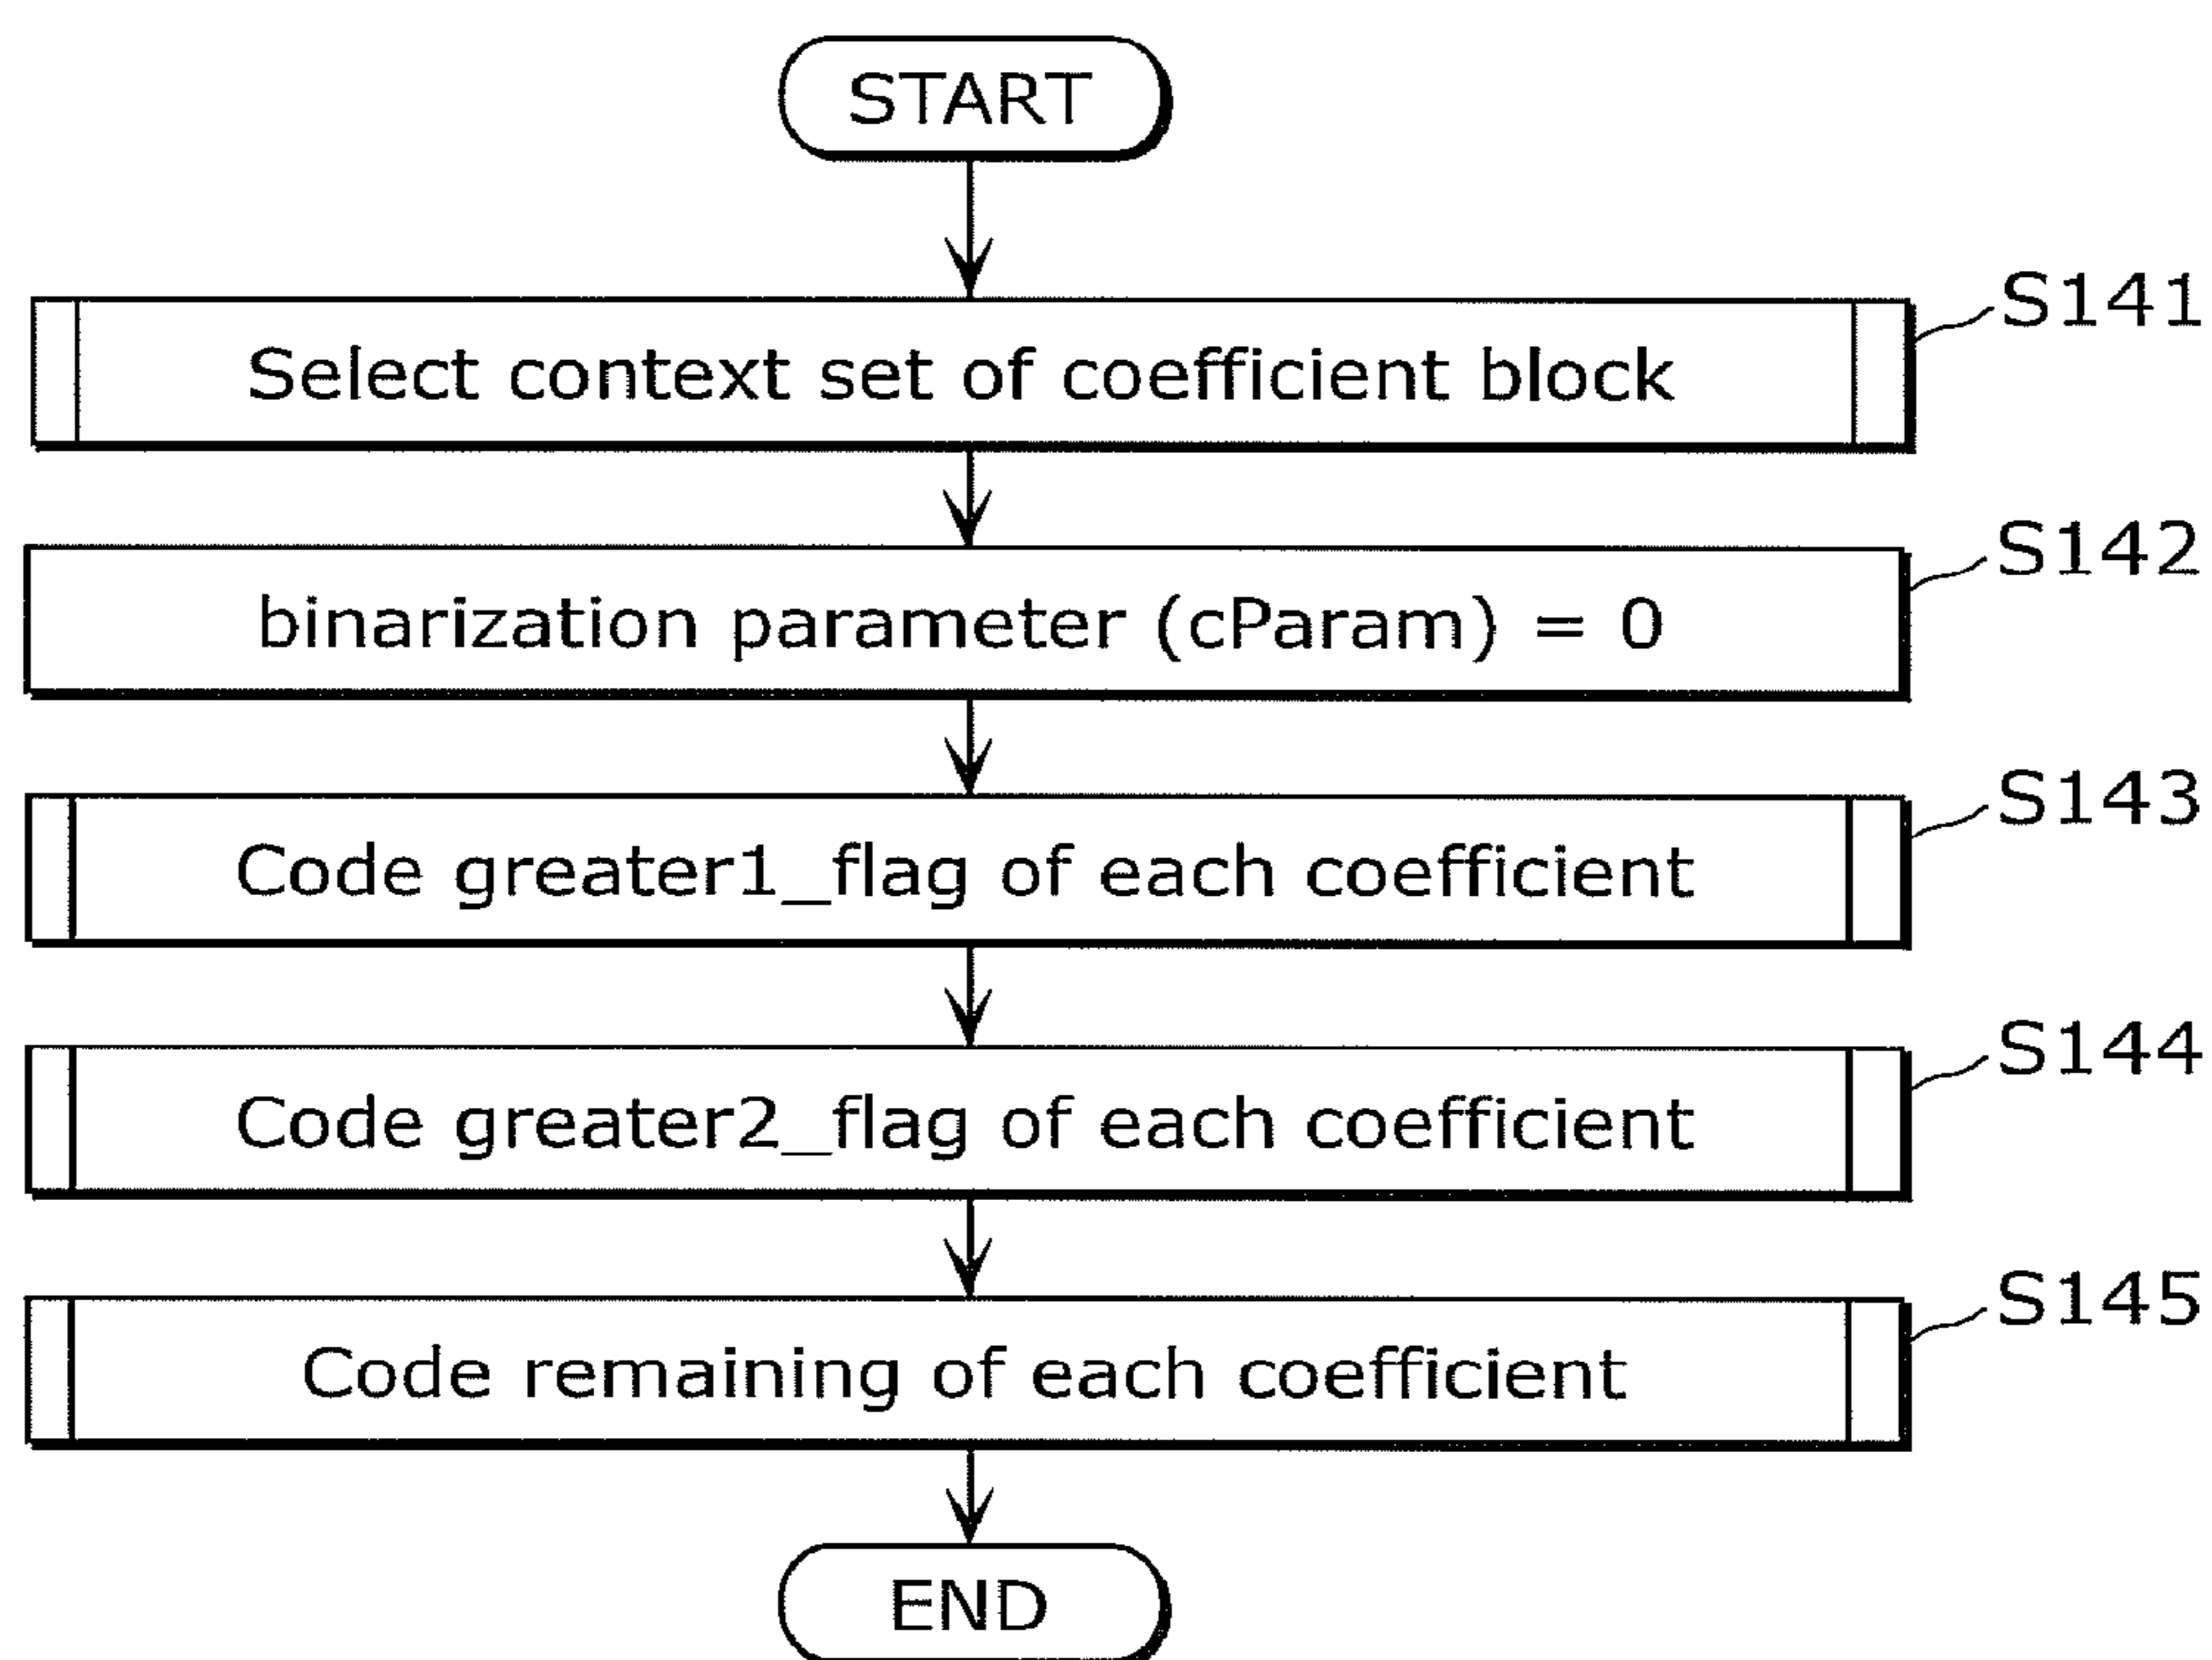 START
S141
Select context set of coefficient block
S142
binarization parameter (cParam) = 0
S143
Code greater1_flag of each coefficient
S144
Code greater2_flag of each coefficient
S145
Code remaining of each coefficient
END